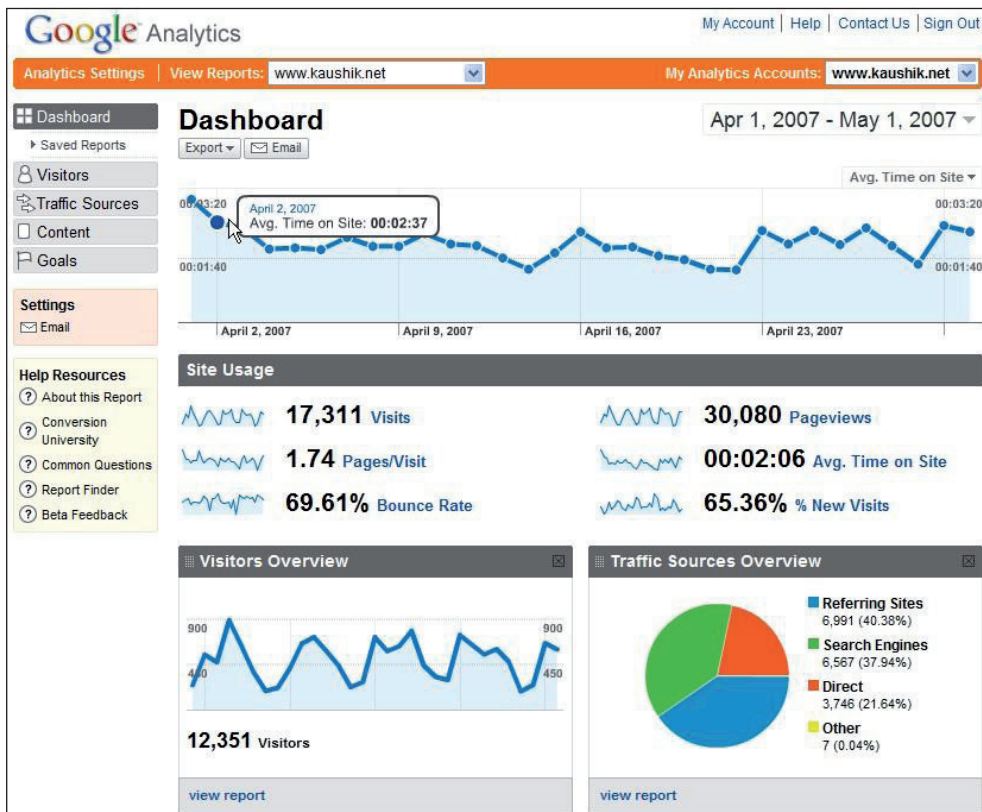 Google Analytics
My Account | Help | Contact Us | Sign Out
Analytics Settings | View Reports: www.kaushik.net
My Analytics Accounts: www.kaushik.net
Dashboard
Saved Reports
Visitors
Traffic Sources
Content
Goals
Settings
Email
Help Resources
? About this Report
? Conversion
University
? Common Questions
? Report Finder
? Beta Feedback
Dashboard
Apr 1, 2007 - May 1, 2007
Export
Email
Avg. Time on Site
00:03:20
00:03:20
April 2, 2007
Avg. Time on Site: 00:02:37
00:01:40
00:01:40
April 2, 2007
April 9, 2007
April 16, 2007
April 23, 2007
Site Usage
17,311 Visits
30,080 Pageviews
1.74 Pages/Visit
00:02:06 Avg. Time on Site
69.61% Bounce Rate
65.36% % New Visits
Visitors Overview
900
900
450
450
12,351 Visitors
view report
Traffic Sources Overview
Referring Sites
6,991 (40.38%)
Search Engines
6,567 (37.94%)
Direct
3,746 (21.64%)
Other
7 (0.04%)
view report